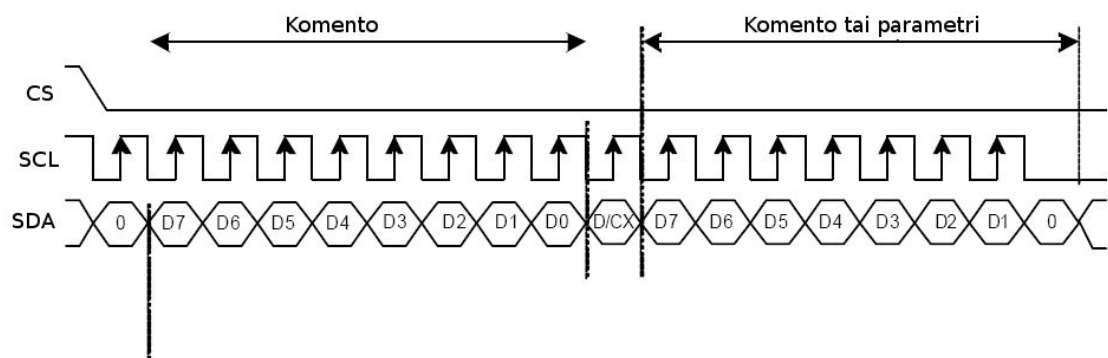 Komento Komento tai parametri
CS
SCL
SDA 0 D7 D6 D5 D4 D3 D2 D1 D0 D/CX D7 D6 D5 D4 D3 D2 D1 0